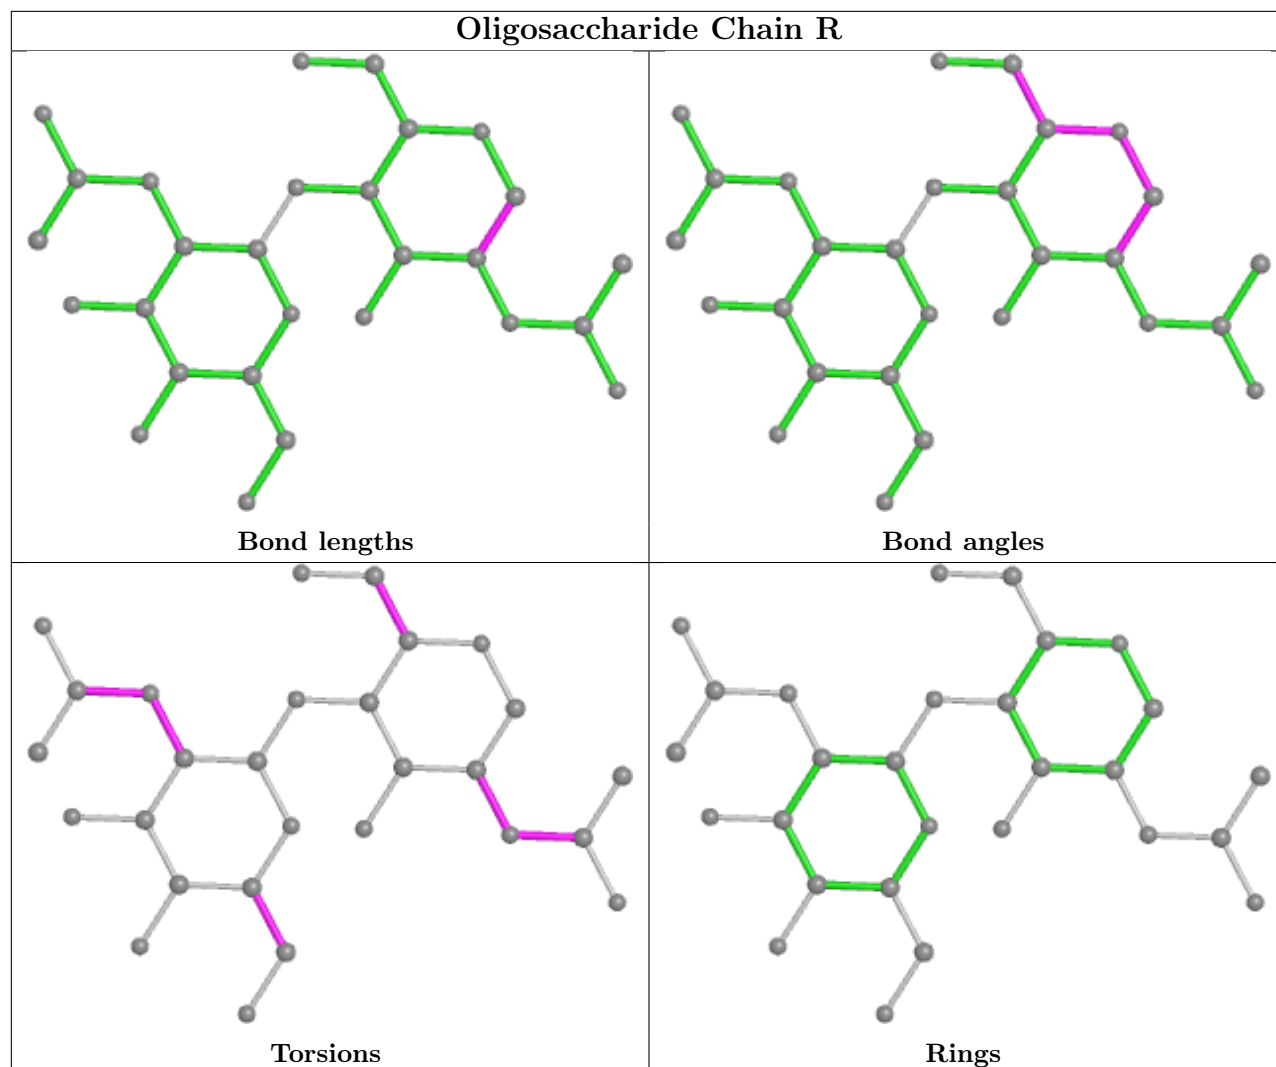 Oligosaccharide Chain R
Bond lengths
Bond angles
Torsions
Rings